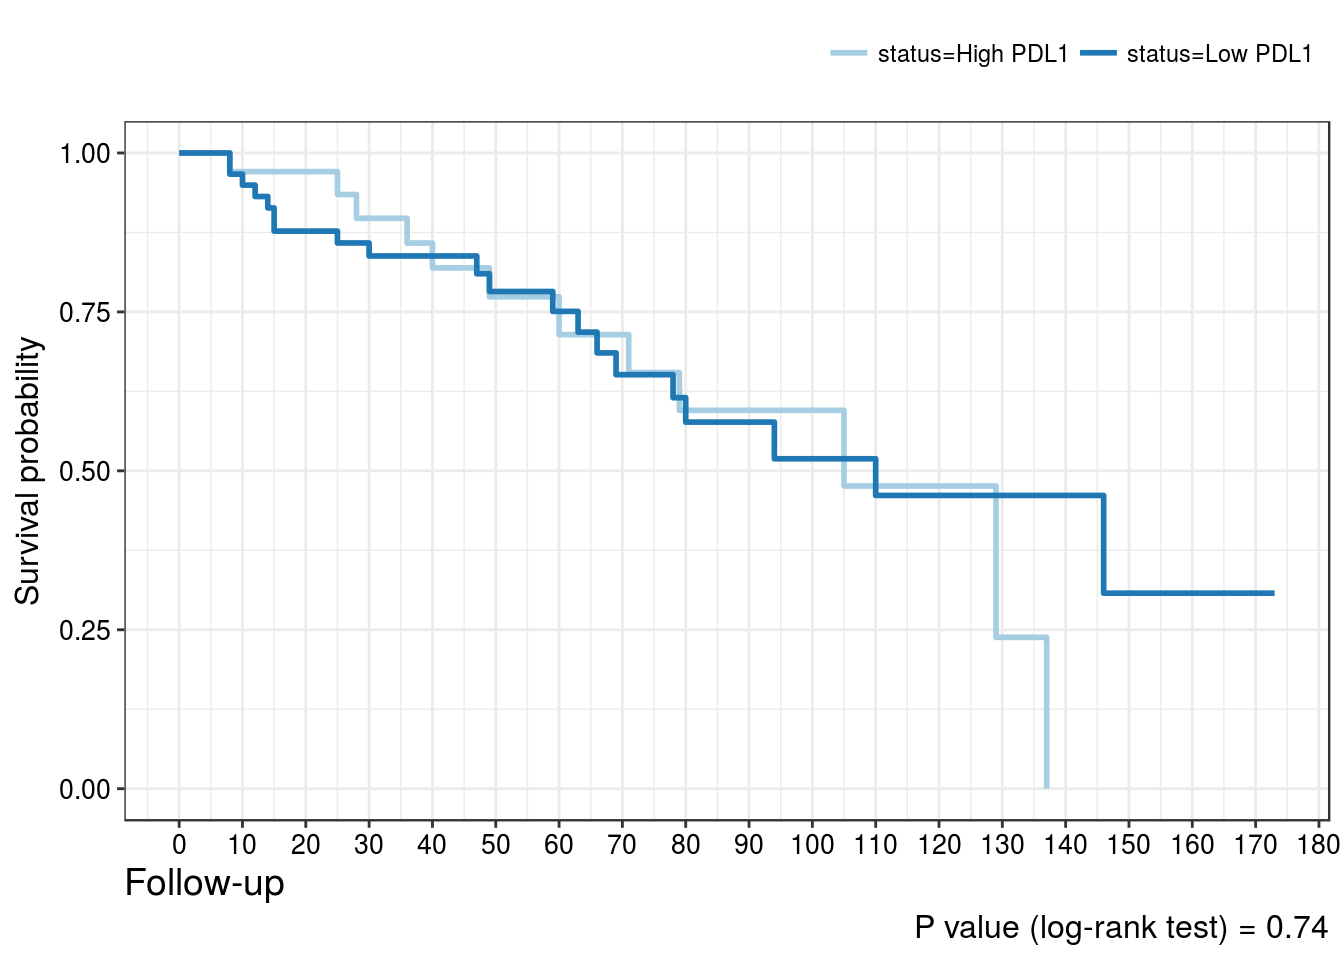 status=High PDL1 status=Low PDL1
Survival probability
1.00
0.75
0.50
0.25
0.00
0 10 20 30 40 50 60 70 80 90 100 110 120 130 140 150 160 170 180
Follow-up
P value (log-rank test) = 0.74